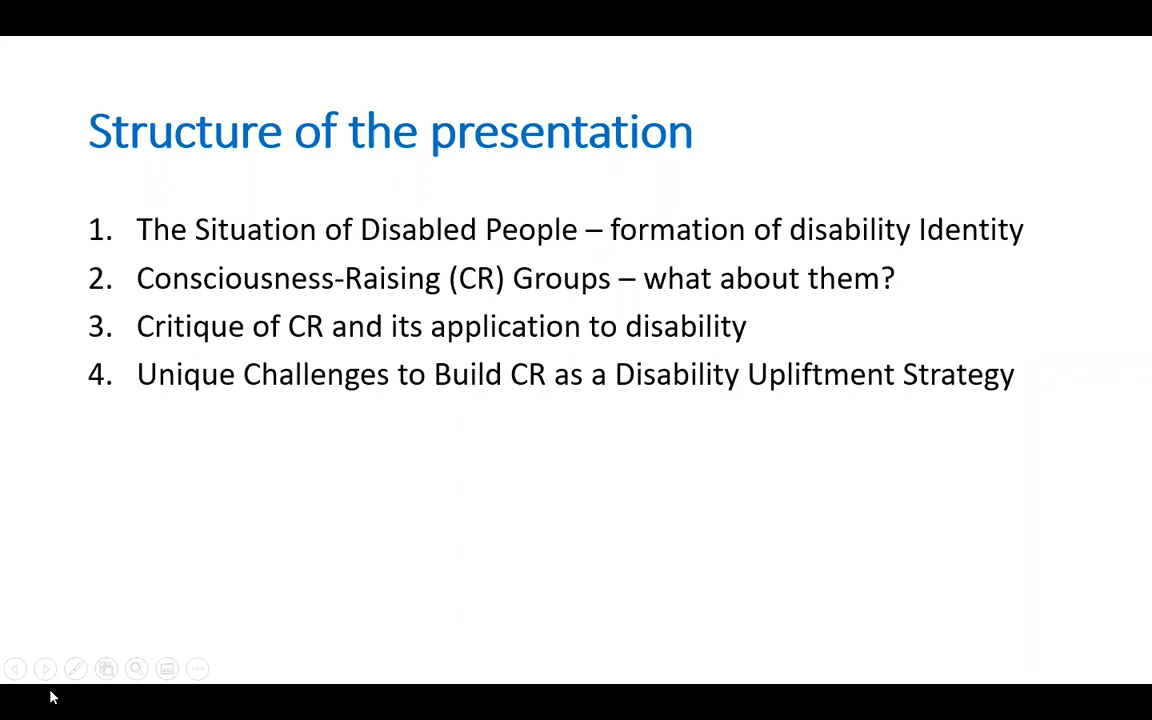 Structure of the presentation
1. The Situation of Disabled People – formation of disability Identity
2. Consciousness-Raising (CR) Groups – what about them?
3. Critique of CR and its application to disability
4. Unique Challenges to Build CR as a Disability Upliftment Strategy